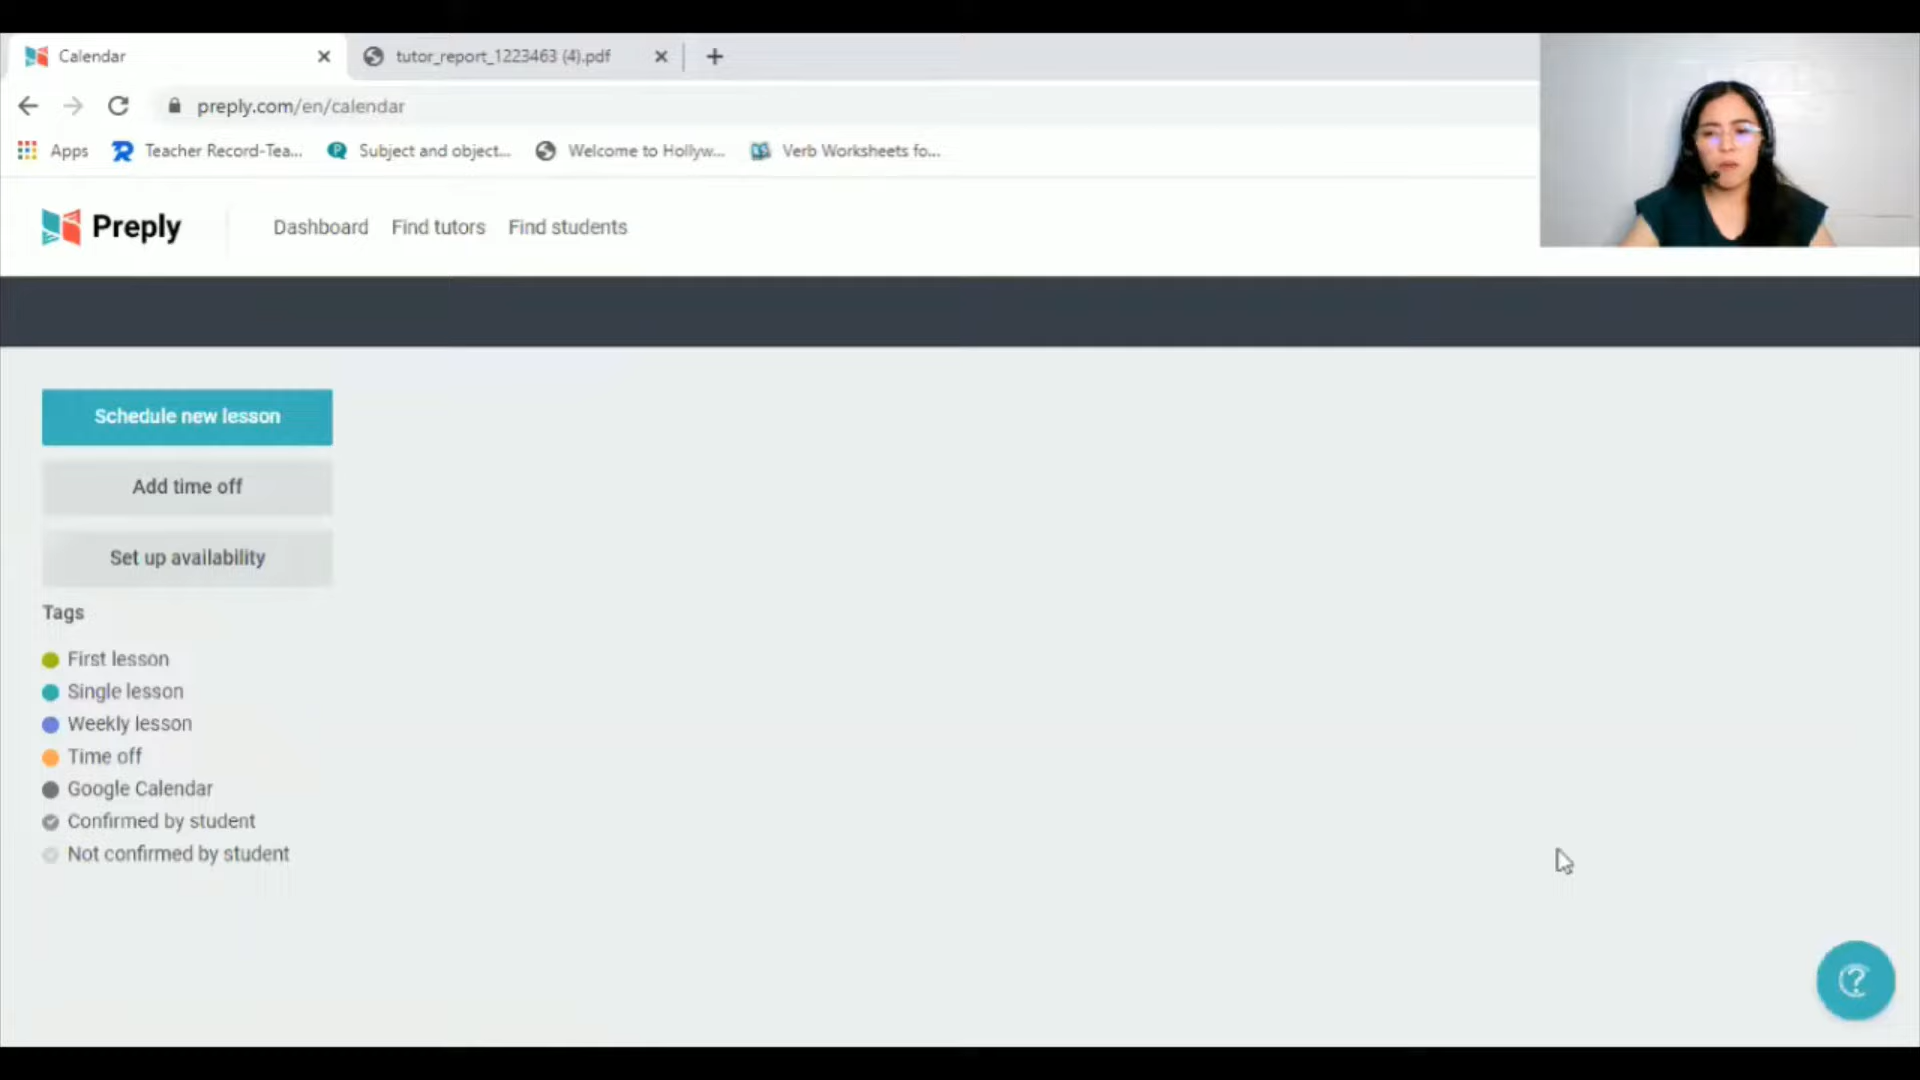 Calendar
tutor_report_1223463 (4).pdf
preply.com/en/calendar
Apps
Teacher Record-Tea...
Subject and object...
Welcome to Hollyw...
Verb Worksheets fo...
Preply
Dashboard
Find tutors
Find students
Schedule new lesson
Add time off
Set up availability
Tags
First lesson
Single lesson
Weekly lesson
Time off
Google Calendar
Confirmed by student
Not confirmed by student
?